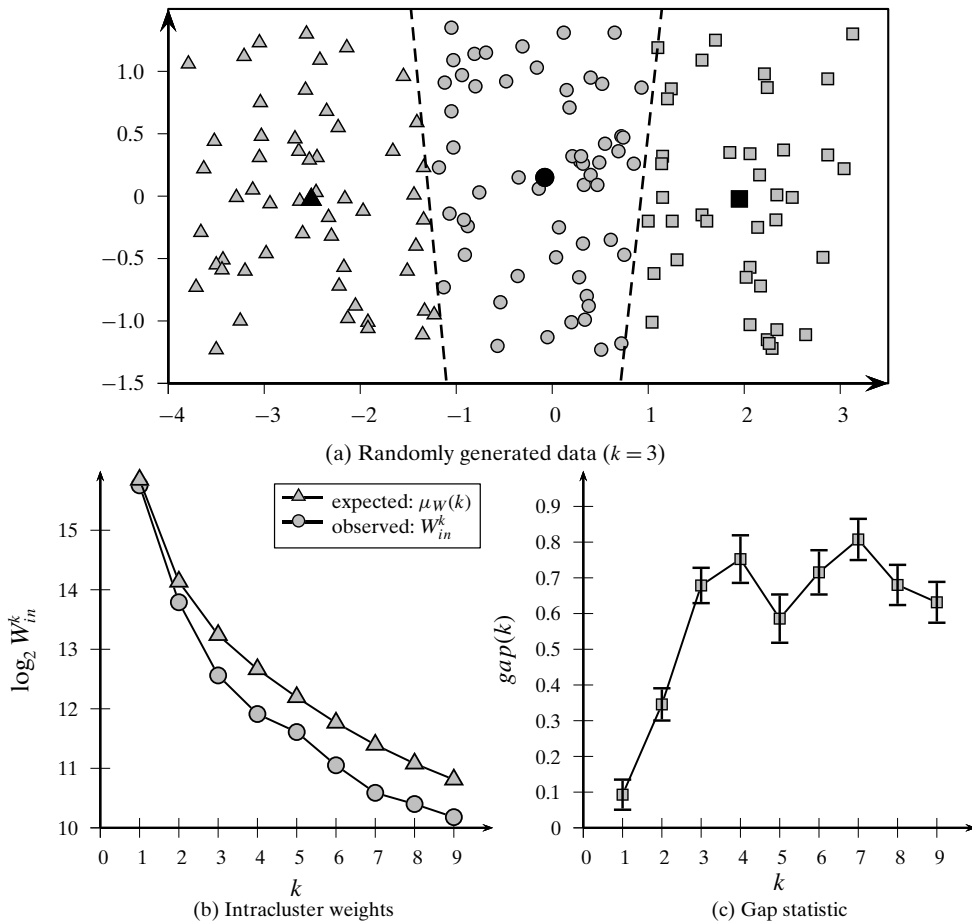 1.0
0.5
0
−0.5
−1.0
−1.5
−4 −3 −2 −1 0 1 2 3
(a) Randomly generated data (k = 3)
expected: μW(k)
observed: W^k_in
15
14
13
12
11
10
log2 W^k_in
0 1 2 3 4 5 6 7 8 9
k
(b) Intracluster weights
0.9
0.8
0.7
0.6
0.5
0.4
0.3
0.2
0.1
0
gap(k)
0 1 2 3 4 5 6 7 8 9
k
(c) Gap statistic